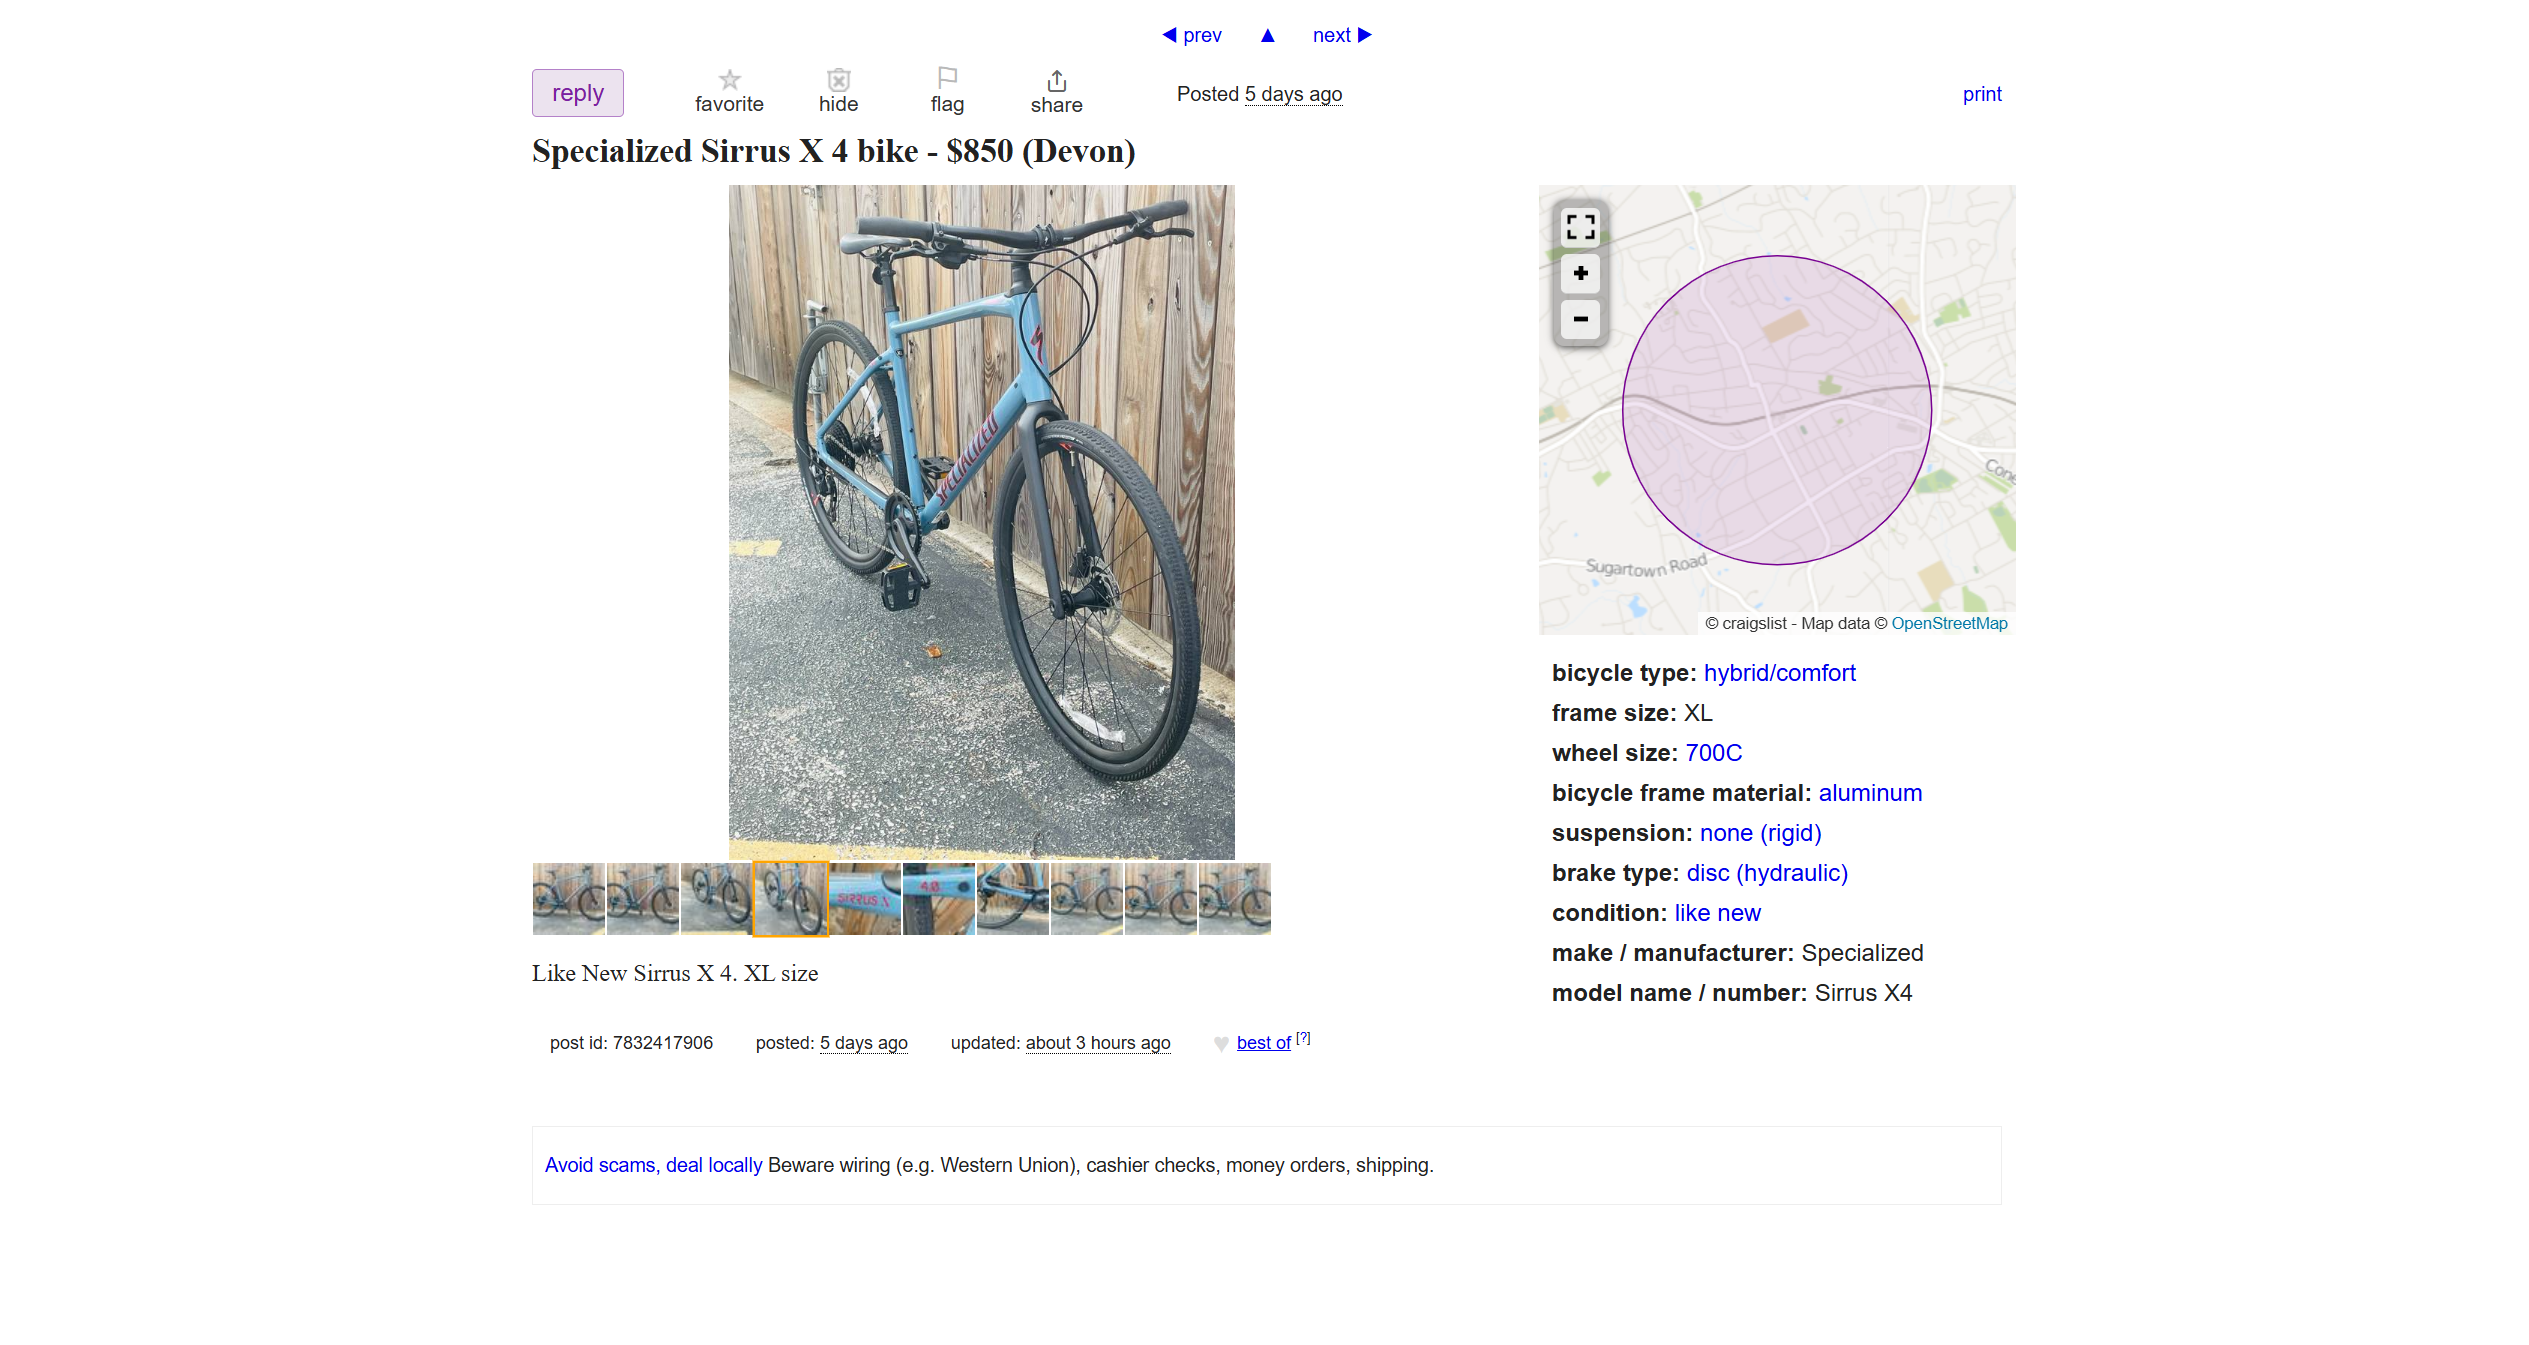 ◀ prev ▲ next ▶
reply favorite hide flag share Posted 5 days ago print
Specialized Sirrus X 4 bike - $850 (Devon)
SPECIALIZED
+
−
Sugartown Road
© craigslist - Map data © OpenStreetMap
SIRRUS X
4.0
bicycle type: hybrid/comfort
frame size: XL
wheel size: 700C
bicycle frame material: aluminum
suspension: none (rigid)
brake type: disc (hydraulic)
condition: like new
make / manufacturer: Specialized
model name / number: Sirrus X4
Like New Sirrus X 4. XL size
post id: 7832417906 posted: 5 days ago updated: about 3 hours ago ♥ best of [?]
Avoid scams, deal locally Beware wiring (e.g. Western Union), cashier checks, money orders, shipping.